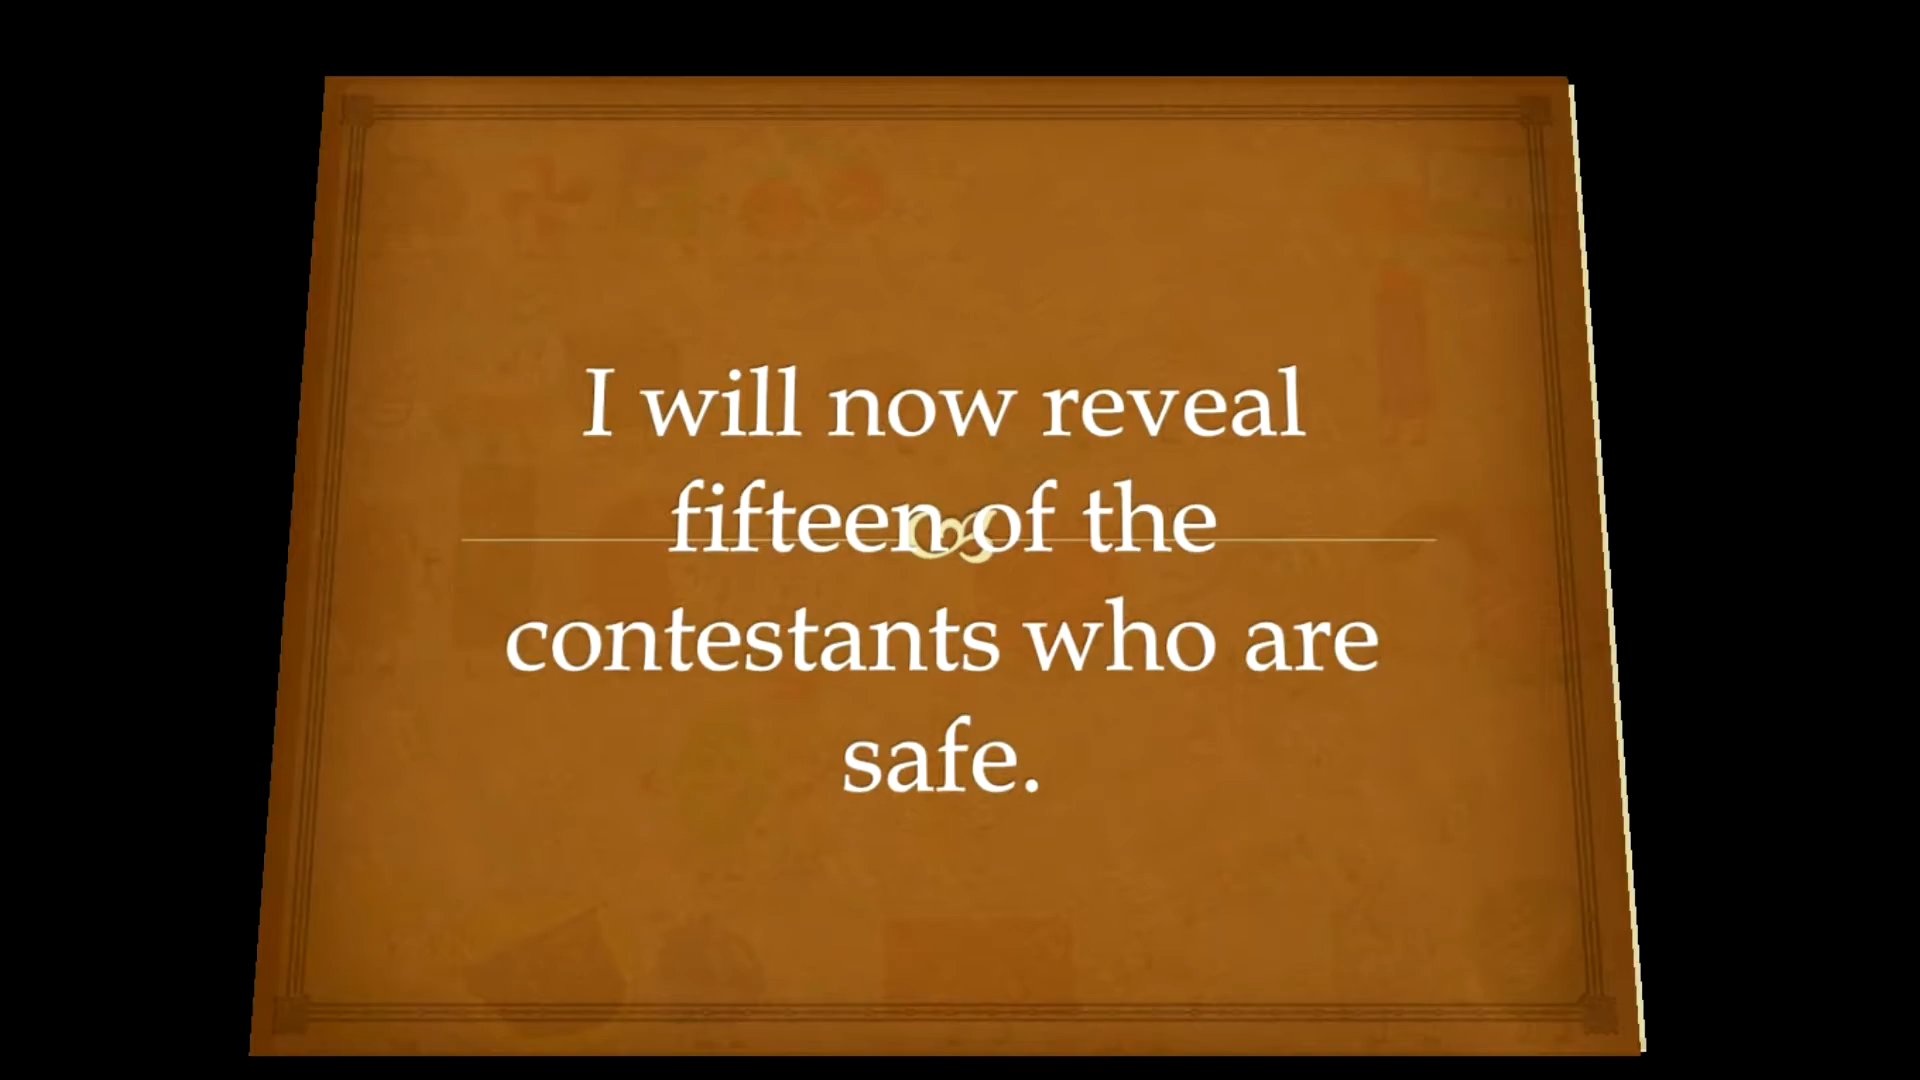 I will now reveal
fifteen of the
contestants who are
safe.